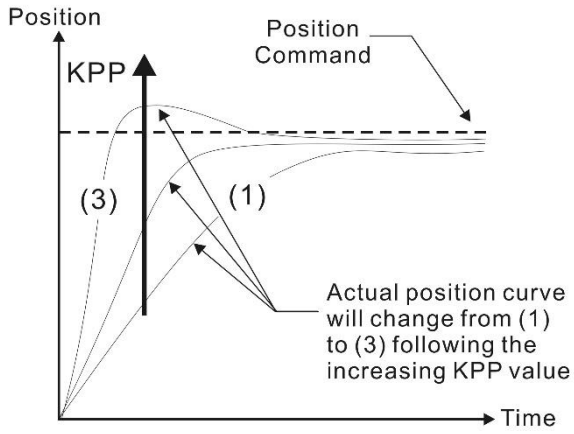 Position
Position
Command
KPP
(3)
(1)
Actual position curve
will change from (1)
to (3) following the
increasing KPP value
Time